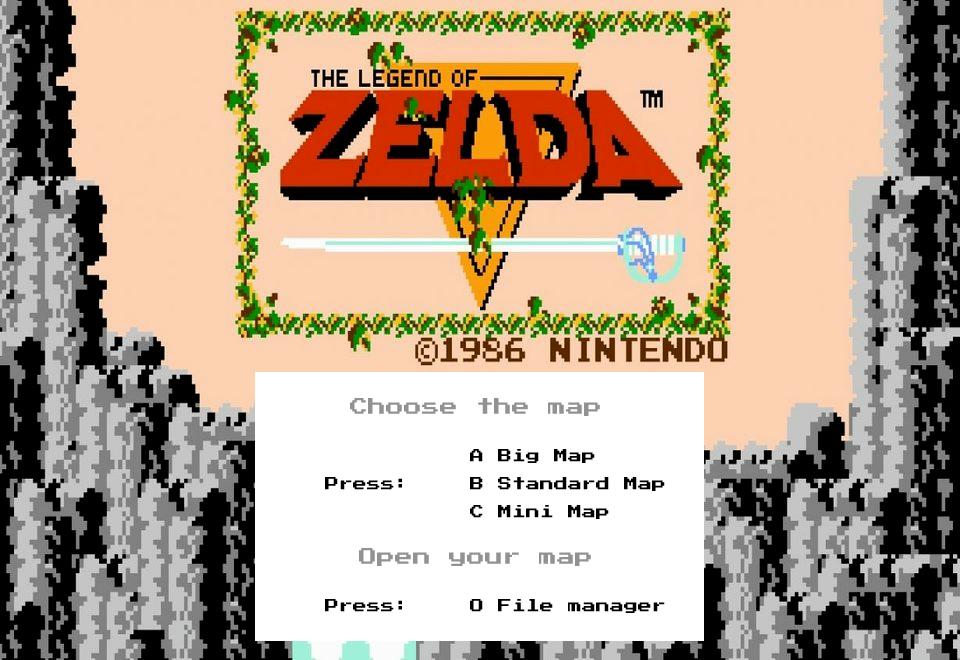 THE LEGEND OF
ZELDA TM
©1986 NINTENDO
Choose the map
A Big Map
Press: B Standard Map
C Mini Map
Open your map
Press: O File manager